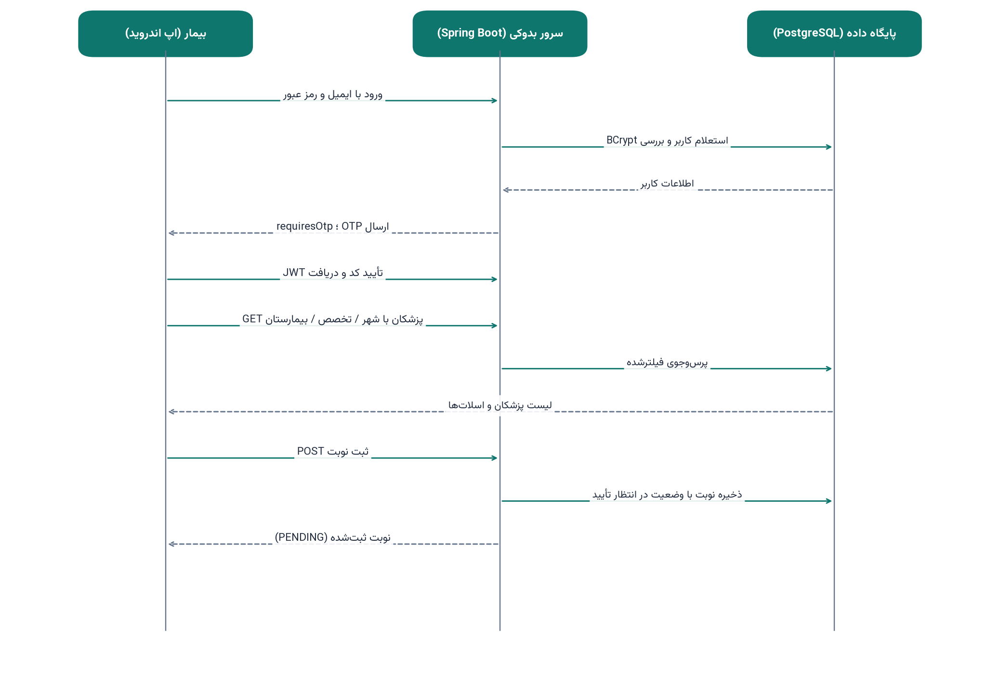 بیمار (اپ اندروید)
سرور بدوکی (Spring Boot)
پایگاه داده (PostgreSQL)
ورود با ایمیل و رمز عبور
استعلام کاربر و بررسی BCrypt
اطلاعات کاربر
ارسال OTP ؛ requiresOtp
تأیید کد و دریافت JWT
پزشکان با شهر / تخصص / بیمارستان GET
پرس‌وجوی فیلترشده
لیست پزشکان و اسلات‌ها
ثبت نوبت POST
ذخیره نوبت با وضعیت در انتظار تأیید
نوبت ثبت‌شده (PENDING)